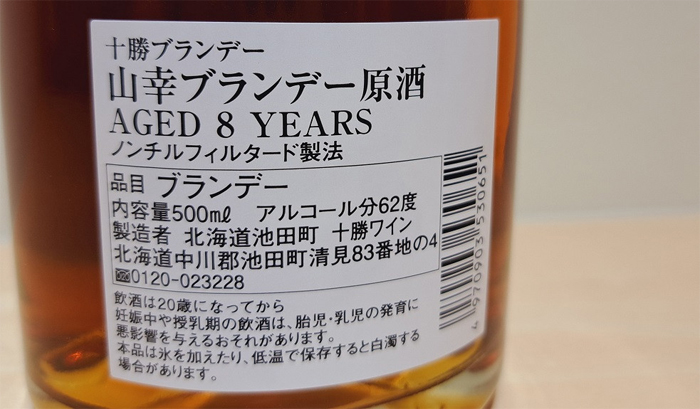 十勝ブランデー
山幸ブランデー原酒
AGED 8 YEARS
ノンチルフィルタード製法
品目 ブランデー
内容量500mℓ アルコール分62度
製造者 北海道池田町 十勝ワイン
北海道中川郡池田町清見83番地の4
0120-023228
飲酒は20歳になってから
妊娠中や授乳期の飲酒は、胎児・乳児の発育に
悪影響を与えるおそれがあります。
本品は氷を加えたり、低温で保存すると白濁する
場合があります。
4970903530651